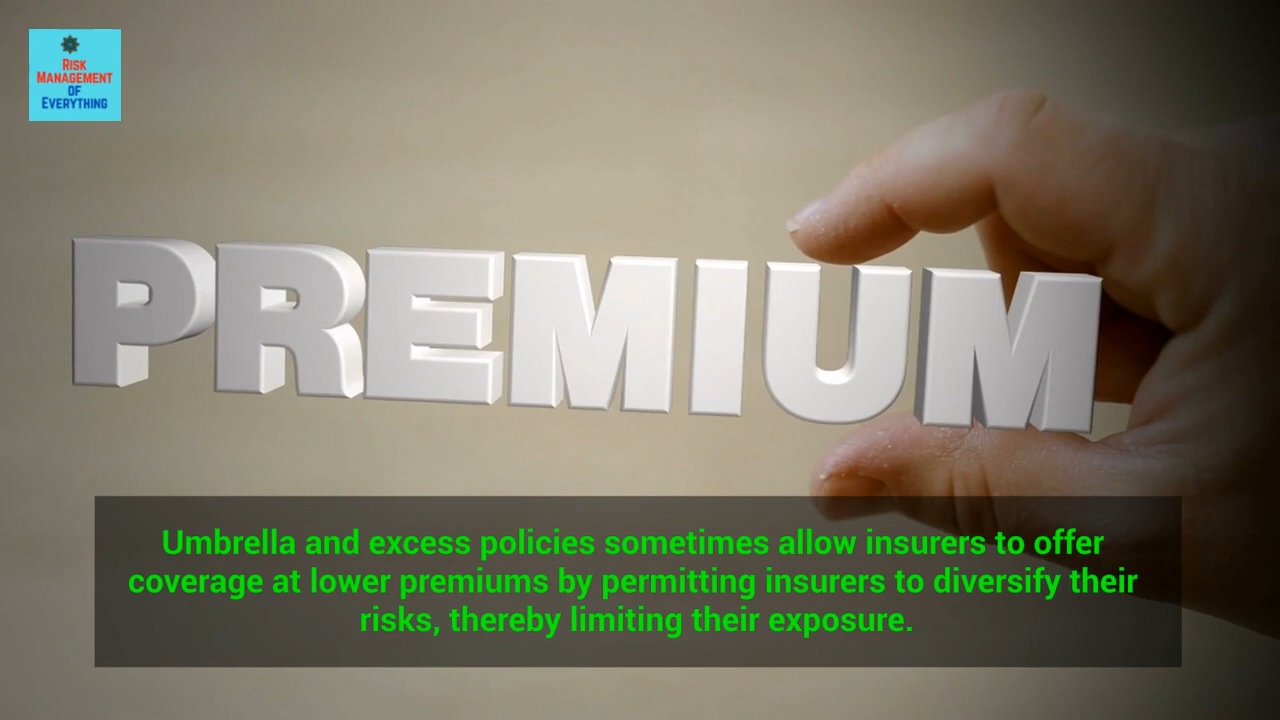 RISK
MANAGEMENT
OF
EVERYTHING
PREMIUM
Umbrella and excess policies sometimes allow insurers to offer
coverage at lower premiums by permitting insurers to diversify their
risks, thereby limiting their exposure.